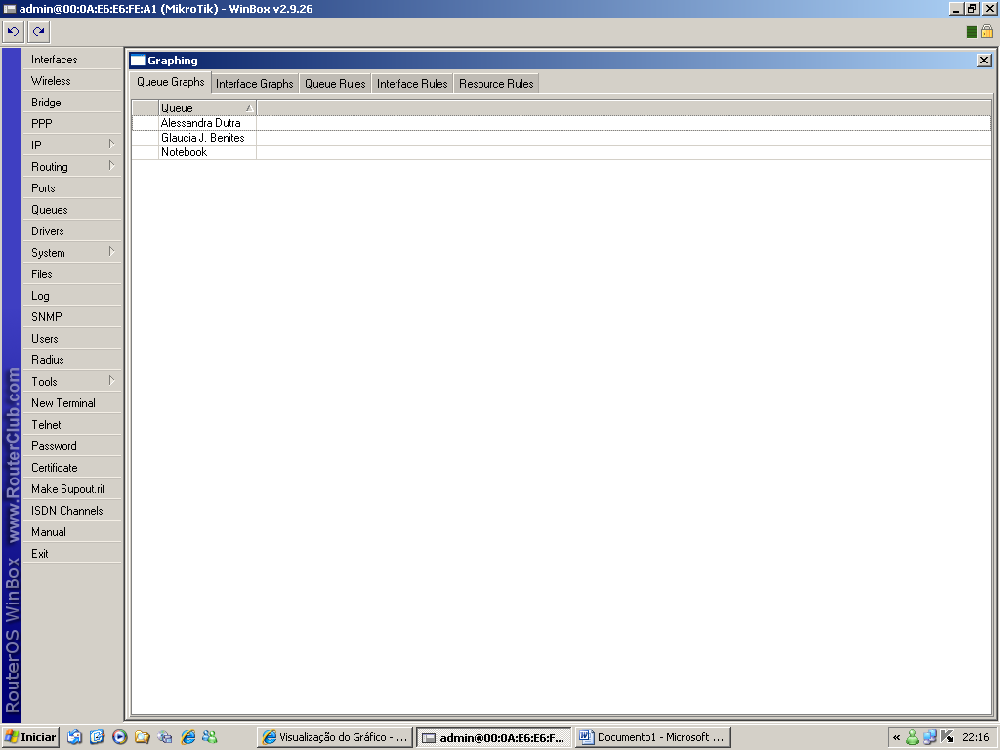 admin@00:0A:E6:E6:FE:A1 (MikroTik) - WinBox v2.9.26
Interfaces
Wireless
Bridge
PPP
IP
Routing
Ports
Queues
Drivers
System
Files
Log
SNMP
Users
Radius
Tools
New Terminal
Telnet
Password
Certificate
Make Supout.rif
ISDN Channels
Manual
Exit
RouterOS WinBox www.RouterClub.com
Graphing
Queue Graphs Interface Graphs Queue Rules Interface Rules Resource Rules
Queue
Alessandra Dutra
Glaucia J. Benites
Notebook
Iniciar Visualização do Gráfico - ... admin@00:0A:E6:E6:F... Documento1 - Microsoft ... « 22:16